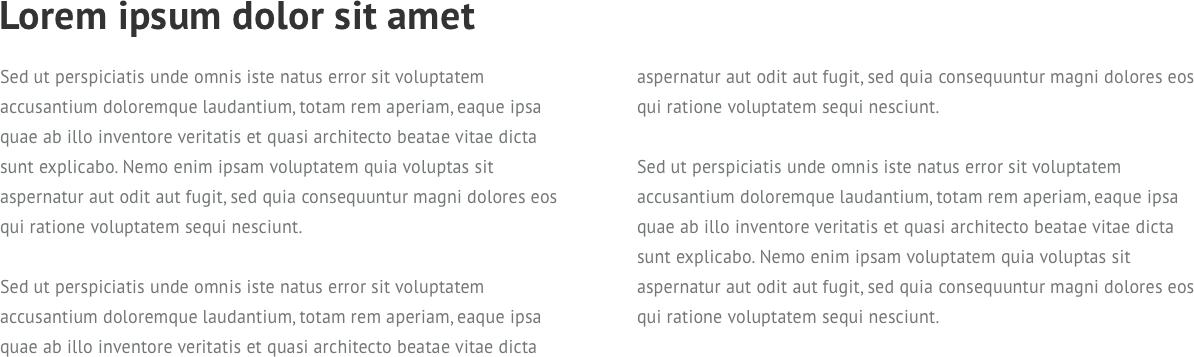 Lorem ipsum dolor sit amet
Sed ut perspiciatis unde omnis iste natus error sit voluptatem
accusantium doloremque laudantium, totam rem aperiam, eaque ipsa
quae ab illo inventore veritatis et quasi architecto beatae vitae dicta
sunt explicabo. Nemo enim ipsam voluptatem quia voluptas sit
aspernatur aut odit aut fugit, sed quia consequuntur magni dolores eos
qui ratione voluptatem sequi nesciunt.
Sed ut perspiciatis unde omnis iste natus error sit voluptatem
accusantium doloremque laudantium, totam rem aperiam, eaque ipsa
quae ab illo inventore veritatis et quasi architecto beatae vitae dicta
aspernatur aut odit aut fugit, sed quia consequuntur magni dolores eos
qui ratione voluptatem sequi nesciunt.
Sed ut perspiciatis unde omnis iste natus error sit voluptatem
accusantium doloremque laudantium, totam rem aperiam, eaque ipsa
quae ab illo inventore veritatis et quasi architecto beatae vitae dicta
sunt explicabo. Nemo enim ipsam voluptatem quia voluptas sit
aspernatur aut odit aut fugit, sed quia consequuntur magni dolores eos
qui ratione voluptatem sequi nesciunt.